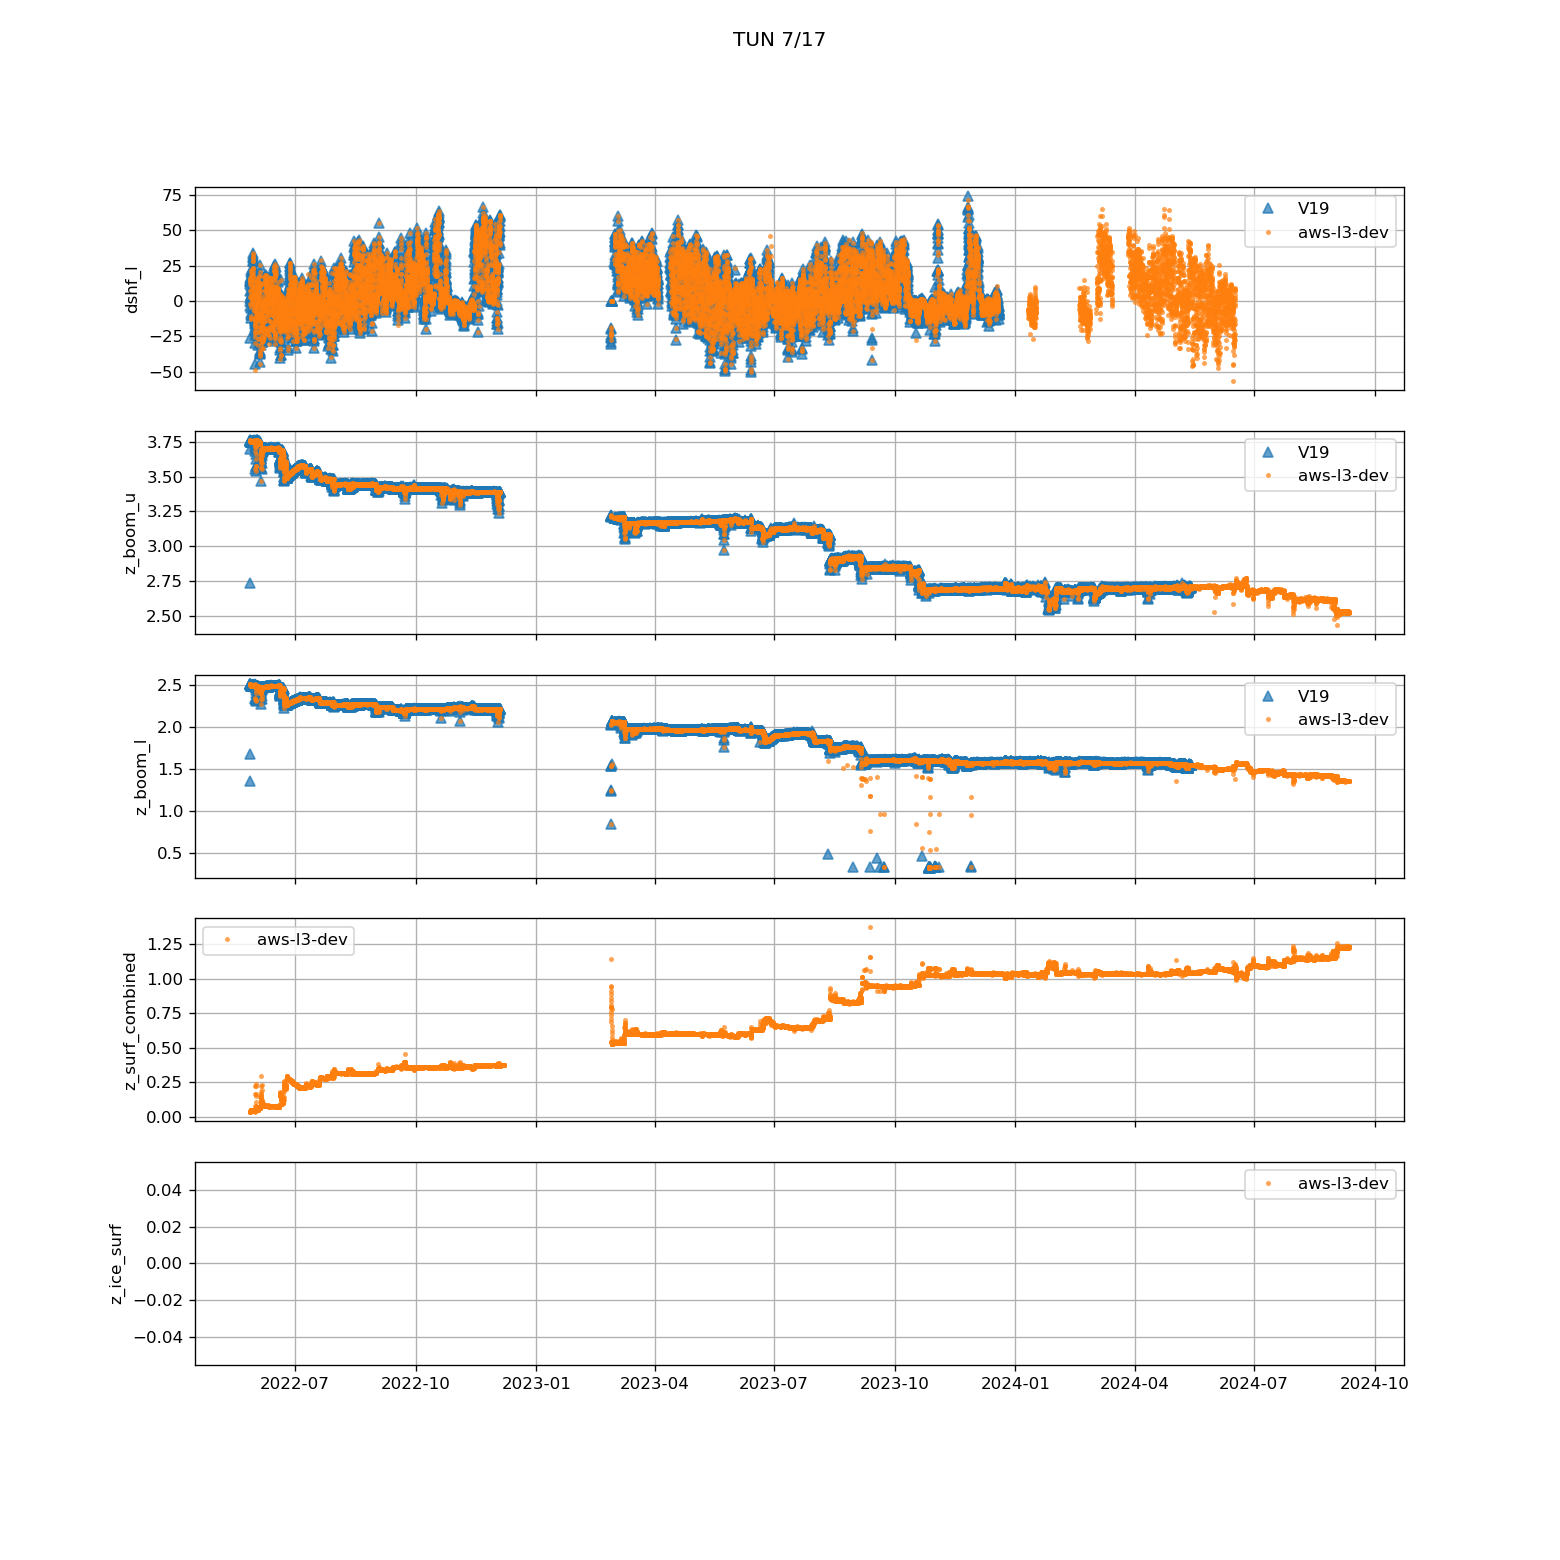 TUN 7/17
75
50
25
0
−25
−50
dshf_l
V19
aws-l3-dev
3.75
3.50
3.25
3.00
2.75
2.50
z_boom_u
V19
aws-l3-dev
2.5
2.0
1.5
1.0
0.5
z_boom_l
V19
aws-l3-dev
1.25
1.00
0.75
0.50
0.25
0.00
z_surf_combined
aws-l3-dev
0.04
0.02
0.00
−0.02
−0.04
z_ice_surf
aws-l3-dev
2022-07 2022-10 2023-01 2023-04 2023-07 2023-10 2024-01 2024-04 2024-07 2024-10